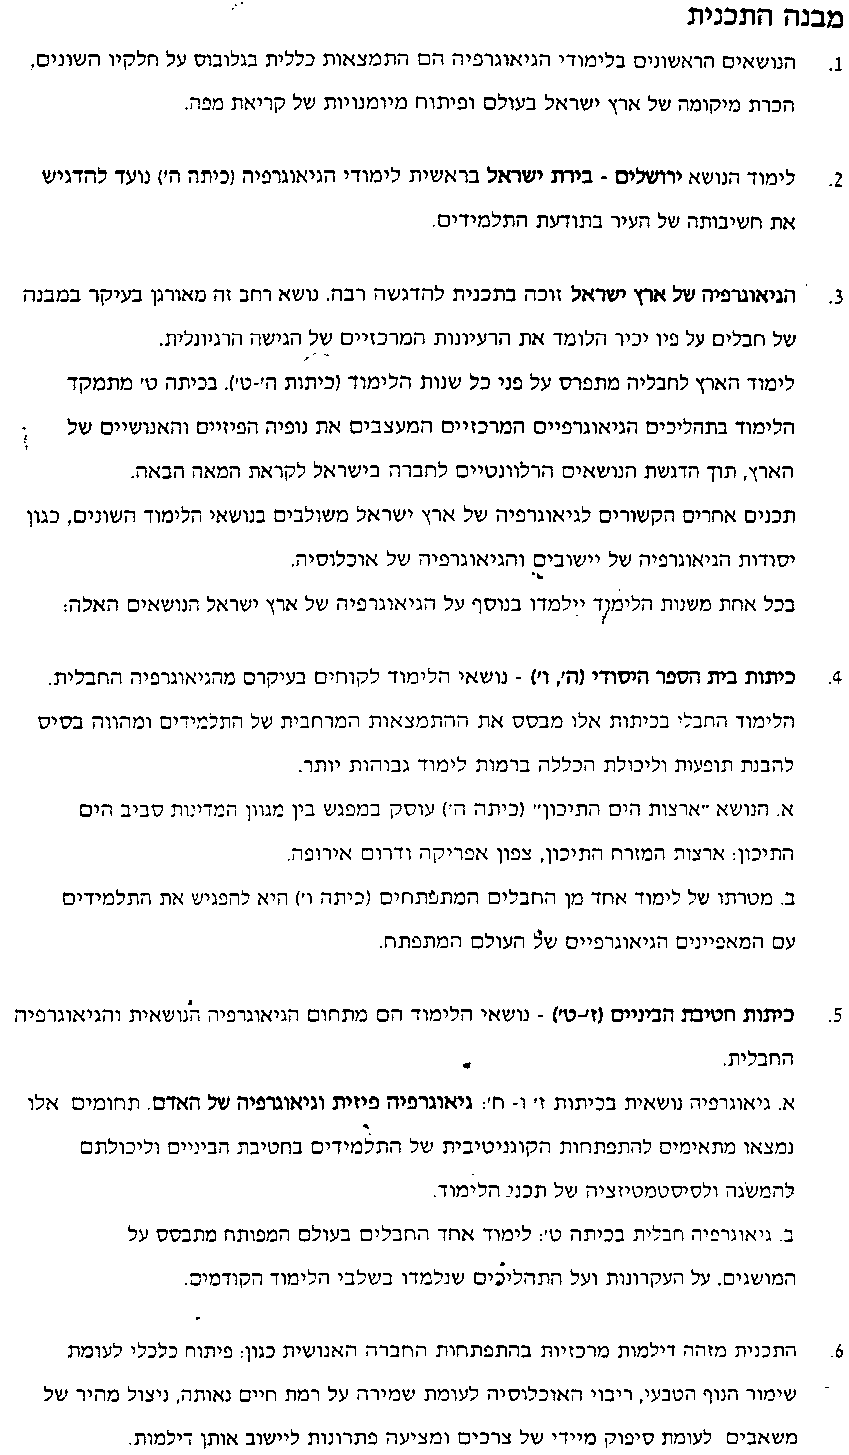 מבנה התכנית
1. הנושאים הראשונים בלימודי הגיאוגרפיה הם התמצאות כללית בגלובוס על חלקיו השונים,
הכרת מיקומה של ארץ ישראל בעולם ופיתוח מיומנויות של קריאת מפה.
2. לימוד הנושא ירושלים - בירת ישראל בראשית לימודי הגיאוגרפיה (כיתה ה') נועד להדגיש
את חשיבותה של העיר בתודעת התלמידים.
3. הגיאוגרפיה של ארץ ישראל זוכה בתכנית להדגשה רבה. נושא רחב זה מאורגן בעיקר במבנה
של חבלים על פיו יכיר הלומד את הרעיונות המרכזיים של הגישה הרגיונלית.
לימוד הארץ לחבליה מתפרס על פני כל שנות הלימוד (כיתות ה'-ט'). בכיתה ט' מתמקד
הלימוד בתהליכים הגיאוגרפיים המרכזיים המעצבים את נופיה הפיזיים והאנושיים של
הארץ, תוך הדגשת הנושאים הרלוונטיים לחברה בישראל לקראת המאה הבאה.
תכנים אחרים הקשורים לגיאוגרפיה של ארץ ישראל משולבים בנושאי הלימוד השונים, כגון
יסודות הגיאוגרפיה של יישובים והגיאוגרפיה של אוכלוסיה.
בכל אחת משנות הלימוד יילמדו בנוסף על הגיאוגרפיה של ארץ ישראל הנושאים האלה:
4. כיתות בית הספר היסודי (ה', ו') - נושאי הלימוד לקוחים בעיקרם מהגיאוגרפיה החבלית.
הלימוד החבלי בכיתות אלו מבסס את ההתמצאות המרחבית של התלמידים ומהווה בסיס
להבנת תופעות וליכולת הכללה ברמות לימוד גבוהות יותר.
א. הנושא "ארצות הים התיכון" (כיתה ה') עוסק במפגש בין מגוון המדינות סביב הים
התיכון: ארצות המזרח התיכון, צפון אפריקה ודרום אירופה.
ב. מטרתו של לימוד אחד מן החבלים המתפתחים (כיתה ו') היא להפגיש את התלמידים
עם המאפיינים הגיאוגרפיים של העולם המתפתח.
5. כיתות חטיבת הביניים (ז'-ט') - נושאי הלימוד הם מתחום הגיאוגרפיה הנושאית והגיאוגרפיה
החבלית.
א. גיאוגרפיה נושאית בכיתות ז' ו- ח': גיאוגרפיה פיזית וגיאוגרפיה של האדם. תחומים אלו
נמצאו מתאימים להתפתחות הקוגניטיבית של התלמידים בחטיבת הביניים וליכולתם
להמשגה ולסיסטמטיזציה של תכני הלימוד.
ב. גיאוגרפיה חבלית בכיתה ט': לימוד אחד החבלים בעולם המפותח מתבסס על
המושגים, על העקרונות ועל התהליכים שנלמדו בשלבי הלימוד הקודמים.
6. התכנית מזהה דילמות מרכזיות בהתפתחות החברה האנושית כגון: פיתוח כלכלי לעומת
שימור הנוף הטבעי, ריבוי האוכלוסיה לעומת שמירה על רמת חיים נאותה, ניצול מהיר של
משאבים לעומת סיפוק מיידי של צרכים ומציעה פתרונות ליישוב אותן דילמות.